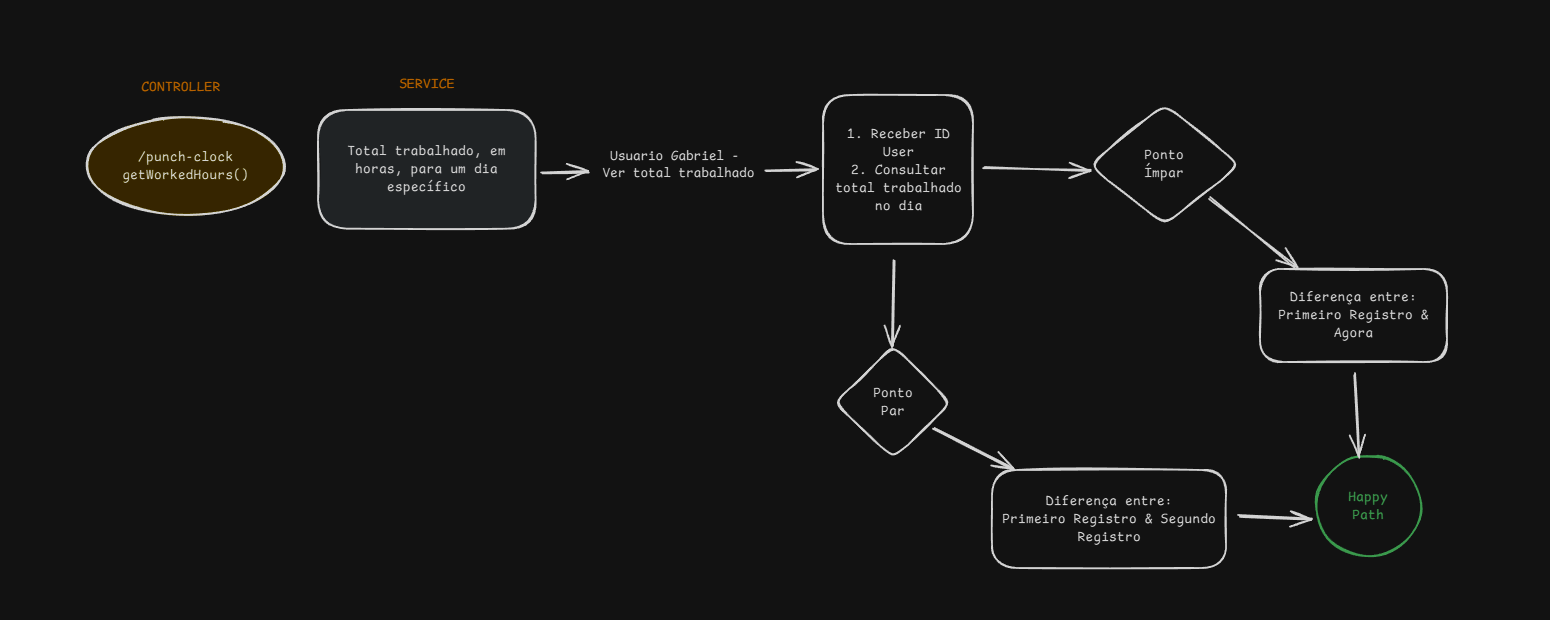 CONTROLLER
/punch-clock
getWorkedHours()
SERVICE
Total trabalhado, em
horas, para um dia
específico
Usuario Gabriel -
Ver total trabalhado
1. Receber ID
User
2. Consultar
total trabalhado
no dia
Ponto
Ímpar
Diferença entre:
Primeiro Registro &
Agora
Ponto
Par
Diferença entre:
Primeiro Registro & Segundo
Registro
Happy
Path